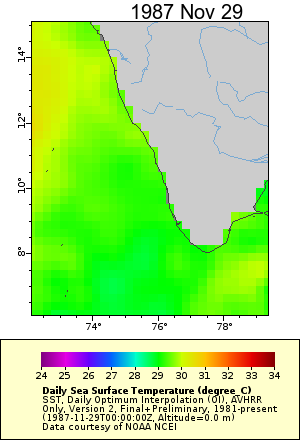 1987 Nov 29
14°
12°
10°
8°
74° 76° 78°
24 25 26 27 28 29 30 31 32 33 34
Daily Sea Surface Temperature (degree_C)
SST, Daily Optimum Interpolation (OI), AVHRR
Only, Version 2, Final+Preliminary, 1981-present
(1987-11-29T00:00:00Z, Altitude=0.0 m)
Data courtesy of NOAA NCEI